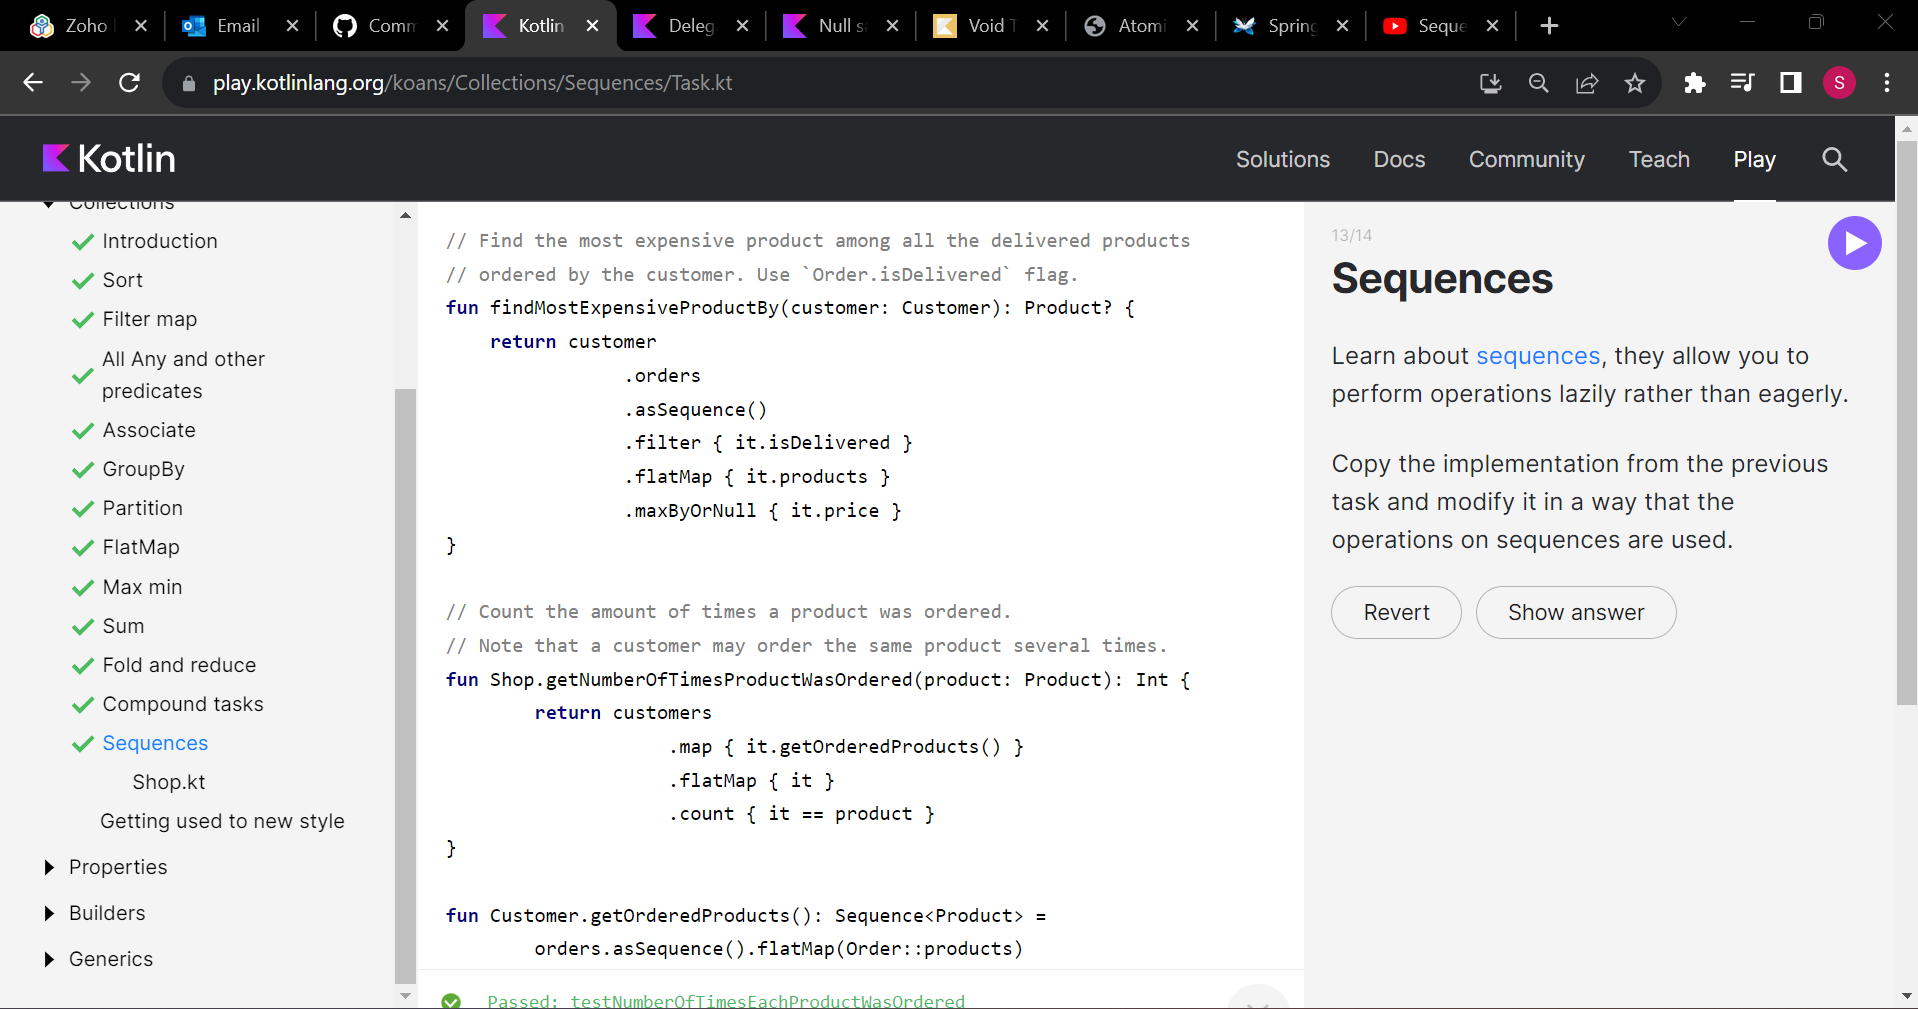 Zoho
Email
Comm
Kotlin
Deleg
Null sa
Void T
Atomi
Spring
Seque
play.kotlinlang.org/koans/Collections/Sequences/Task.kt
S
Kotlin
Solutions
Docs
Community
Teach
Play
Collections
Introduction
Sort
Filter map
All Any and other
predicates
Associate
GroupBy
Partition
FlatMap
Max min
Sum
Fold and reduce
Compound tasks
Sequences
Shop.kt
Getting used to new style
Properties
Builders
Generics
// Find the most expensive product among all the delivered products
// ordered by the customer. Use `Order.isDelivered` flag.
fun findMostExpensiveProductBy(customer: Customer): Product? {
return customer
.orders
.asSequence()
.filter { it.isDelivered }
.flatMap { it.products }
.maxByOrNull { it.price }
}
// Count the amount of times a product was ordered.
// Note that a customer may order the same product several times.
fun Shop.getNumberOfTimesProductWasOrdered(product: Product): Int {
return customers
.map { it.getOrderedProducts() }
.flatMap { it }
.count { it == product }
}
fun Customer.getOrderedProducts(): Sequence<Product> =
orders.asSequence().flatMap(Order::products)
Passed: testNumberOfTimesEachProductWasOrdered
13/14
Sequences
Learn about sequences, they allow you to
perform operations lazily rather than eagerly.
Copy the implementation from the previous
task and modify it in a way that the
operations on sequences are used.
Revert
Show answer